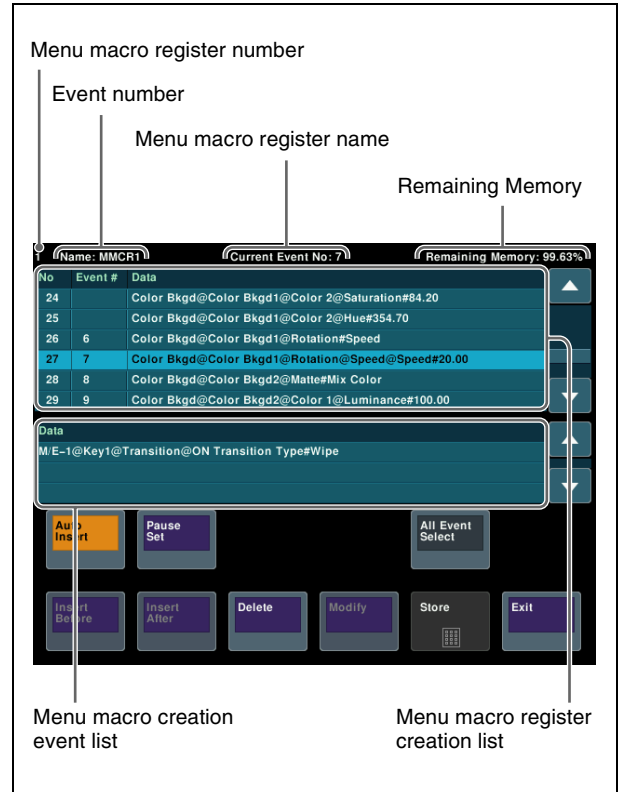 Menu macro register number
Event number
Menu macro register name
Remaining Memory
1 Name: MMCR1 Current Event No: 7 Remaining Memory: 99.63%
No Event # Data
24 Color Bkgd@Color Bkgd1@Color 2@Saturation#84.20
25 Color Bkgd@Color Bkgd1@Color 2@Hue#354.70
26 6 Color Bkgd@Color Bkgd1@Rotation#Speed
27 7 Color Bkgd@Color Bkgd1@Rotation@Speed@Speed#20.00
28 8 Color Bkgd@Color Bkgd2@Matte#Mix Color
29 9 Color Bkgd@Color Bkgd2@Color 1@Luminance#100.00
Data
M/E-1@Key1@Transition@ON Transition Type#Wipe
Auto Insert
Pause Set
All Event Select
Insert Before
Insert After
Delete
Modify
Store
Exit
Menu macro creation event list
Menu macro register creation list